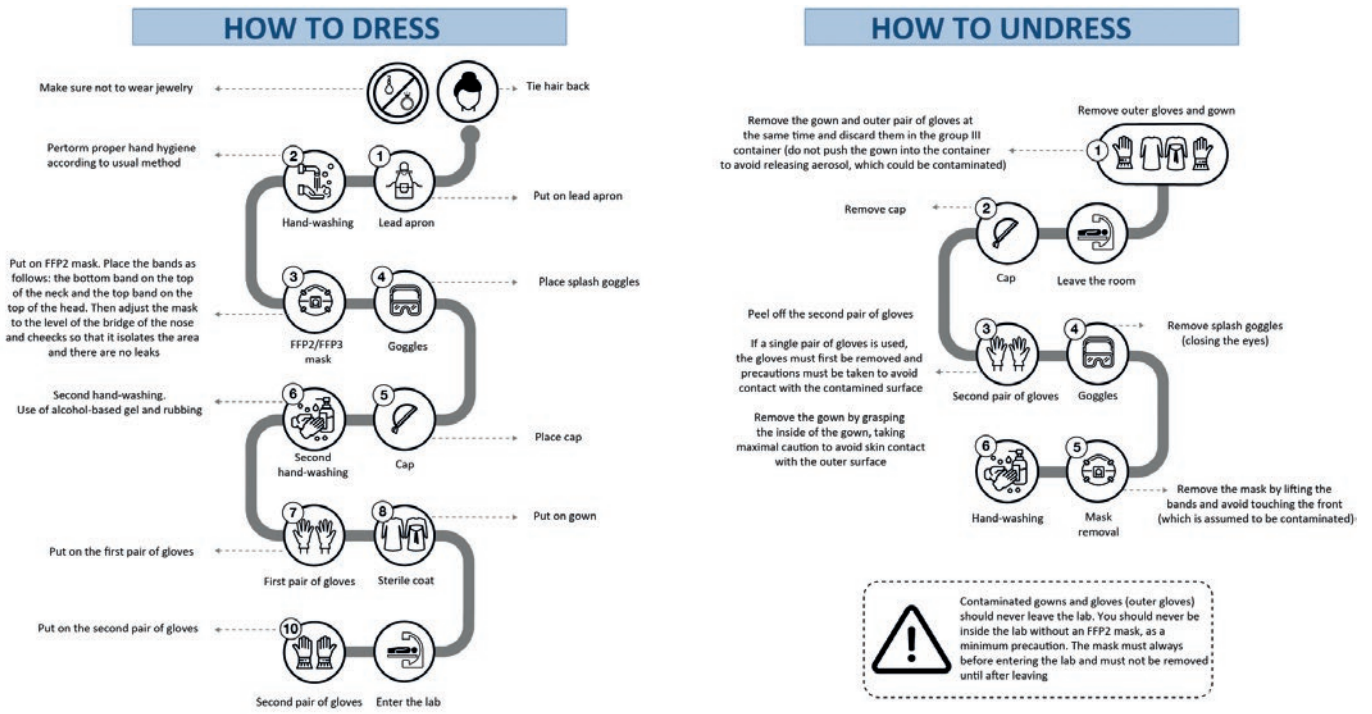 HOW TO DRESS
Make sure not to wear jewelry
Tie hair back
Pertorm proper hand hygiene
according to usual method
2
Hand-washing
1
Lead apron
Put on lead apron
Put on FFP2 mask. Place the bands as
follows: the bottom band on the top
of the neck and the top band on the
top of the head. Then adjust the mask
to the level of the bridge of the nose
and cheecks so that it isolates the area
and there are no leaks
3
FFP2/FFP3
mask
4
Goggles
Place splash goggles
Second hand-washing.
Use of alcohol-based gel and rubbing
6
Second
hand-washing
5
Cap
Place cap
7
First pair of gloves
8
Sterile coat
Put on gown
Put on the first pair of gloves
Put on the second pair of gloves
10
Second pair of gloves
Enter the lab
HOW TO UNDRESS
Remove outer gloves and gown
1
Remove the gown and outer pair of gloves at
the same time and discard them in the group III
container (do not push the gown into the container
to avoid releasing aerosol, which could be contaminated)
Remove cap
2
Cap
Leave the room
Peel off the second pair of gloves
If a single pair of gloves is used,
the gloves must first be removed and
precautions must be taken to avoid
contact with the contamined surface
Remove the gown by grasping
the inside of the gown, taking
maximal caution to avoid skin contact
with the outer surface
3
Second pair of gloves
4
Goggles
Remove splash goggles
(closing the eyes)
6
Hand-washing
5
Mask
removal
Remove the mask by lifting the
bands and avoid touching the front
(which is assumed to be contaminated)
Contaminated gowns and gloves (outer gloves)
should never leave the lab. You should never be
inside the lab without an FFP2 mask, as a
minimum precaution. The mask must always
before entering the lab and must not be removed
until after leaving